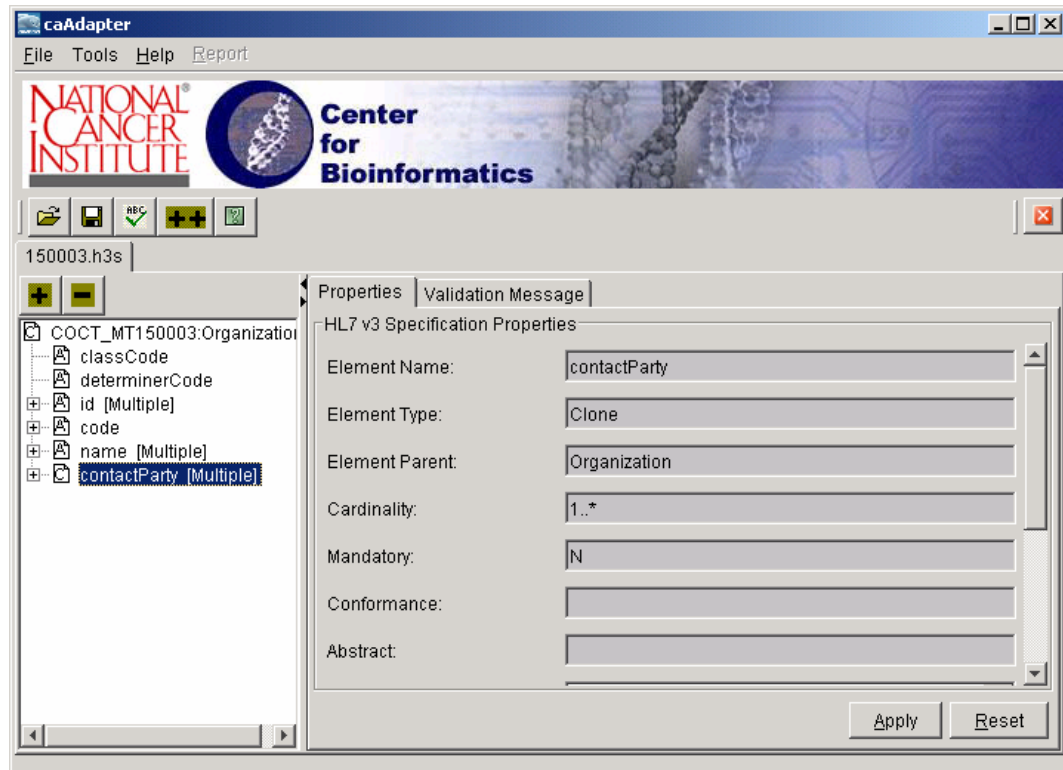 caAdapter
File Tools Help Report
NATIONAL®
CANCER
INSTITUTE
Center
for
Bioinformatics
ABC
++
150003.h3s
Properties Validation Message
HL7 v3 Specification Properties
C COCT_MT150003:Organization
A classCode
A determinerCode
A id [Multiple]
A code
A name [Multiple]
C contactParty [Multiple]
Element Name: contactParty
Element Type: Clone
Element Parent: Organization
Cardinality: 1..*
Mandatory: N
Conformance:
Abstract:
Apply Reset